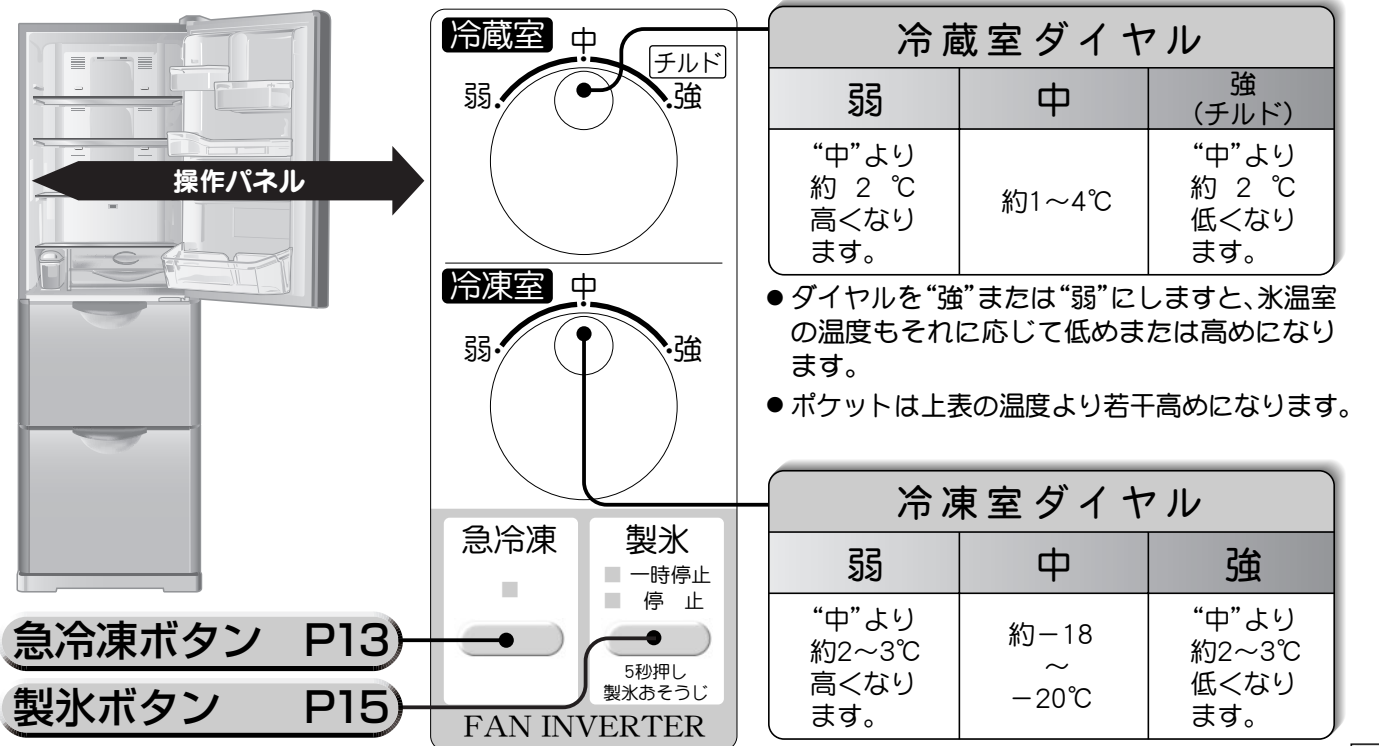 操作パネル
冷蔵室
中
チルド
弱
強
冷凍室
中
弱
強
急冷凍
製氷
一時停止
停 止
5秒押し
製氷おそうじ
FAN INVERTER
急冷凍ボタン P13
製氷ボタン P15
冷蔵室ダイヤル
弱 中 強
(チルド)
“中”より
約 2 ℃
高くなり
ます。
約1～4℃
“中”より
約 2 ℃
低くなり
ます。
●ダイヤルを“強”または“弱”にしますと、氷温室
の温度もそれに応じて低めまたは高めになり
ます。
●ポケットは上表の温度より若干高めになります。
冷凍室ダイヤル
弱 中 強
“中”より
約2～3℃
高くなり
ます。
約－18
～
－20℃
“中”より
約2～3℃
低くなり
ます。